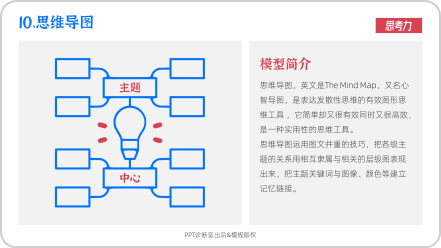 10.思维导图
思考力
主题
中心
模型简介
思维导图，英文是The Mind Map，又名心
智导图，是表达发散性思维的有效图形思
维工具 ，它简单却又很有效同时又很高效，
是一种实用性的思维工具。
思维导图运用图文并重的技巧，把各级主
题的关系用相互隶属与相关的层级图表现
出来，把主题关键词与图像、颜色等建立
记忆链接。
PPT诊断室出品&模板版权